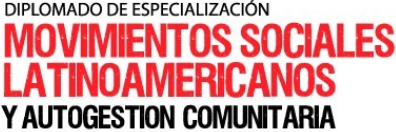 DIPLOMADO DE ESPECIALIZACIÓN
MOVIMIENTOS SOCIALES
LATINOAMERICANOS
Y AUTOGESTION COMUNITARIA